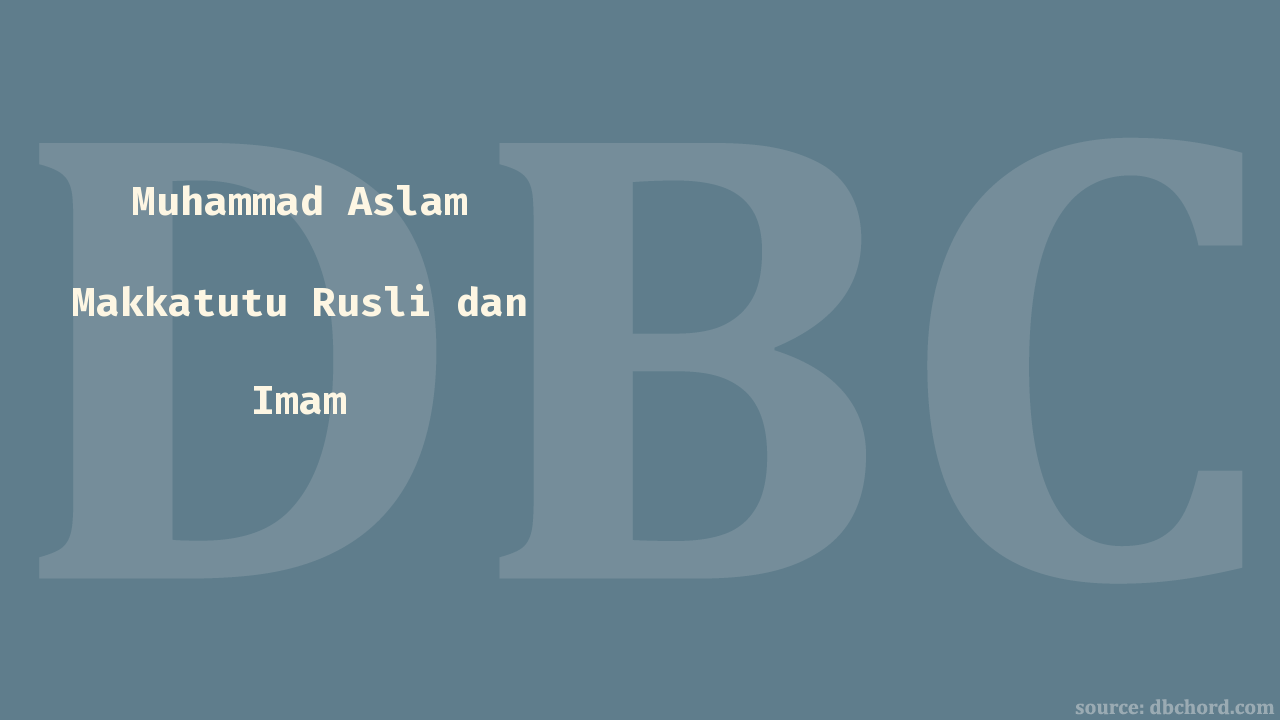 DBC
Muhammad Aslam
Makkatutu Rusli dan
Imam
source: dbchord.com